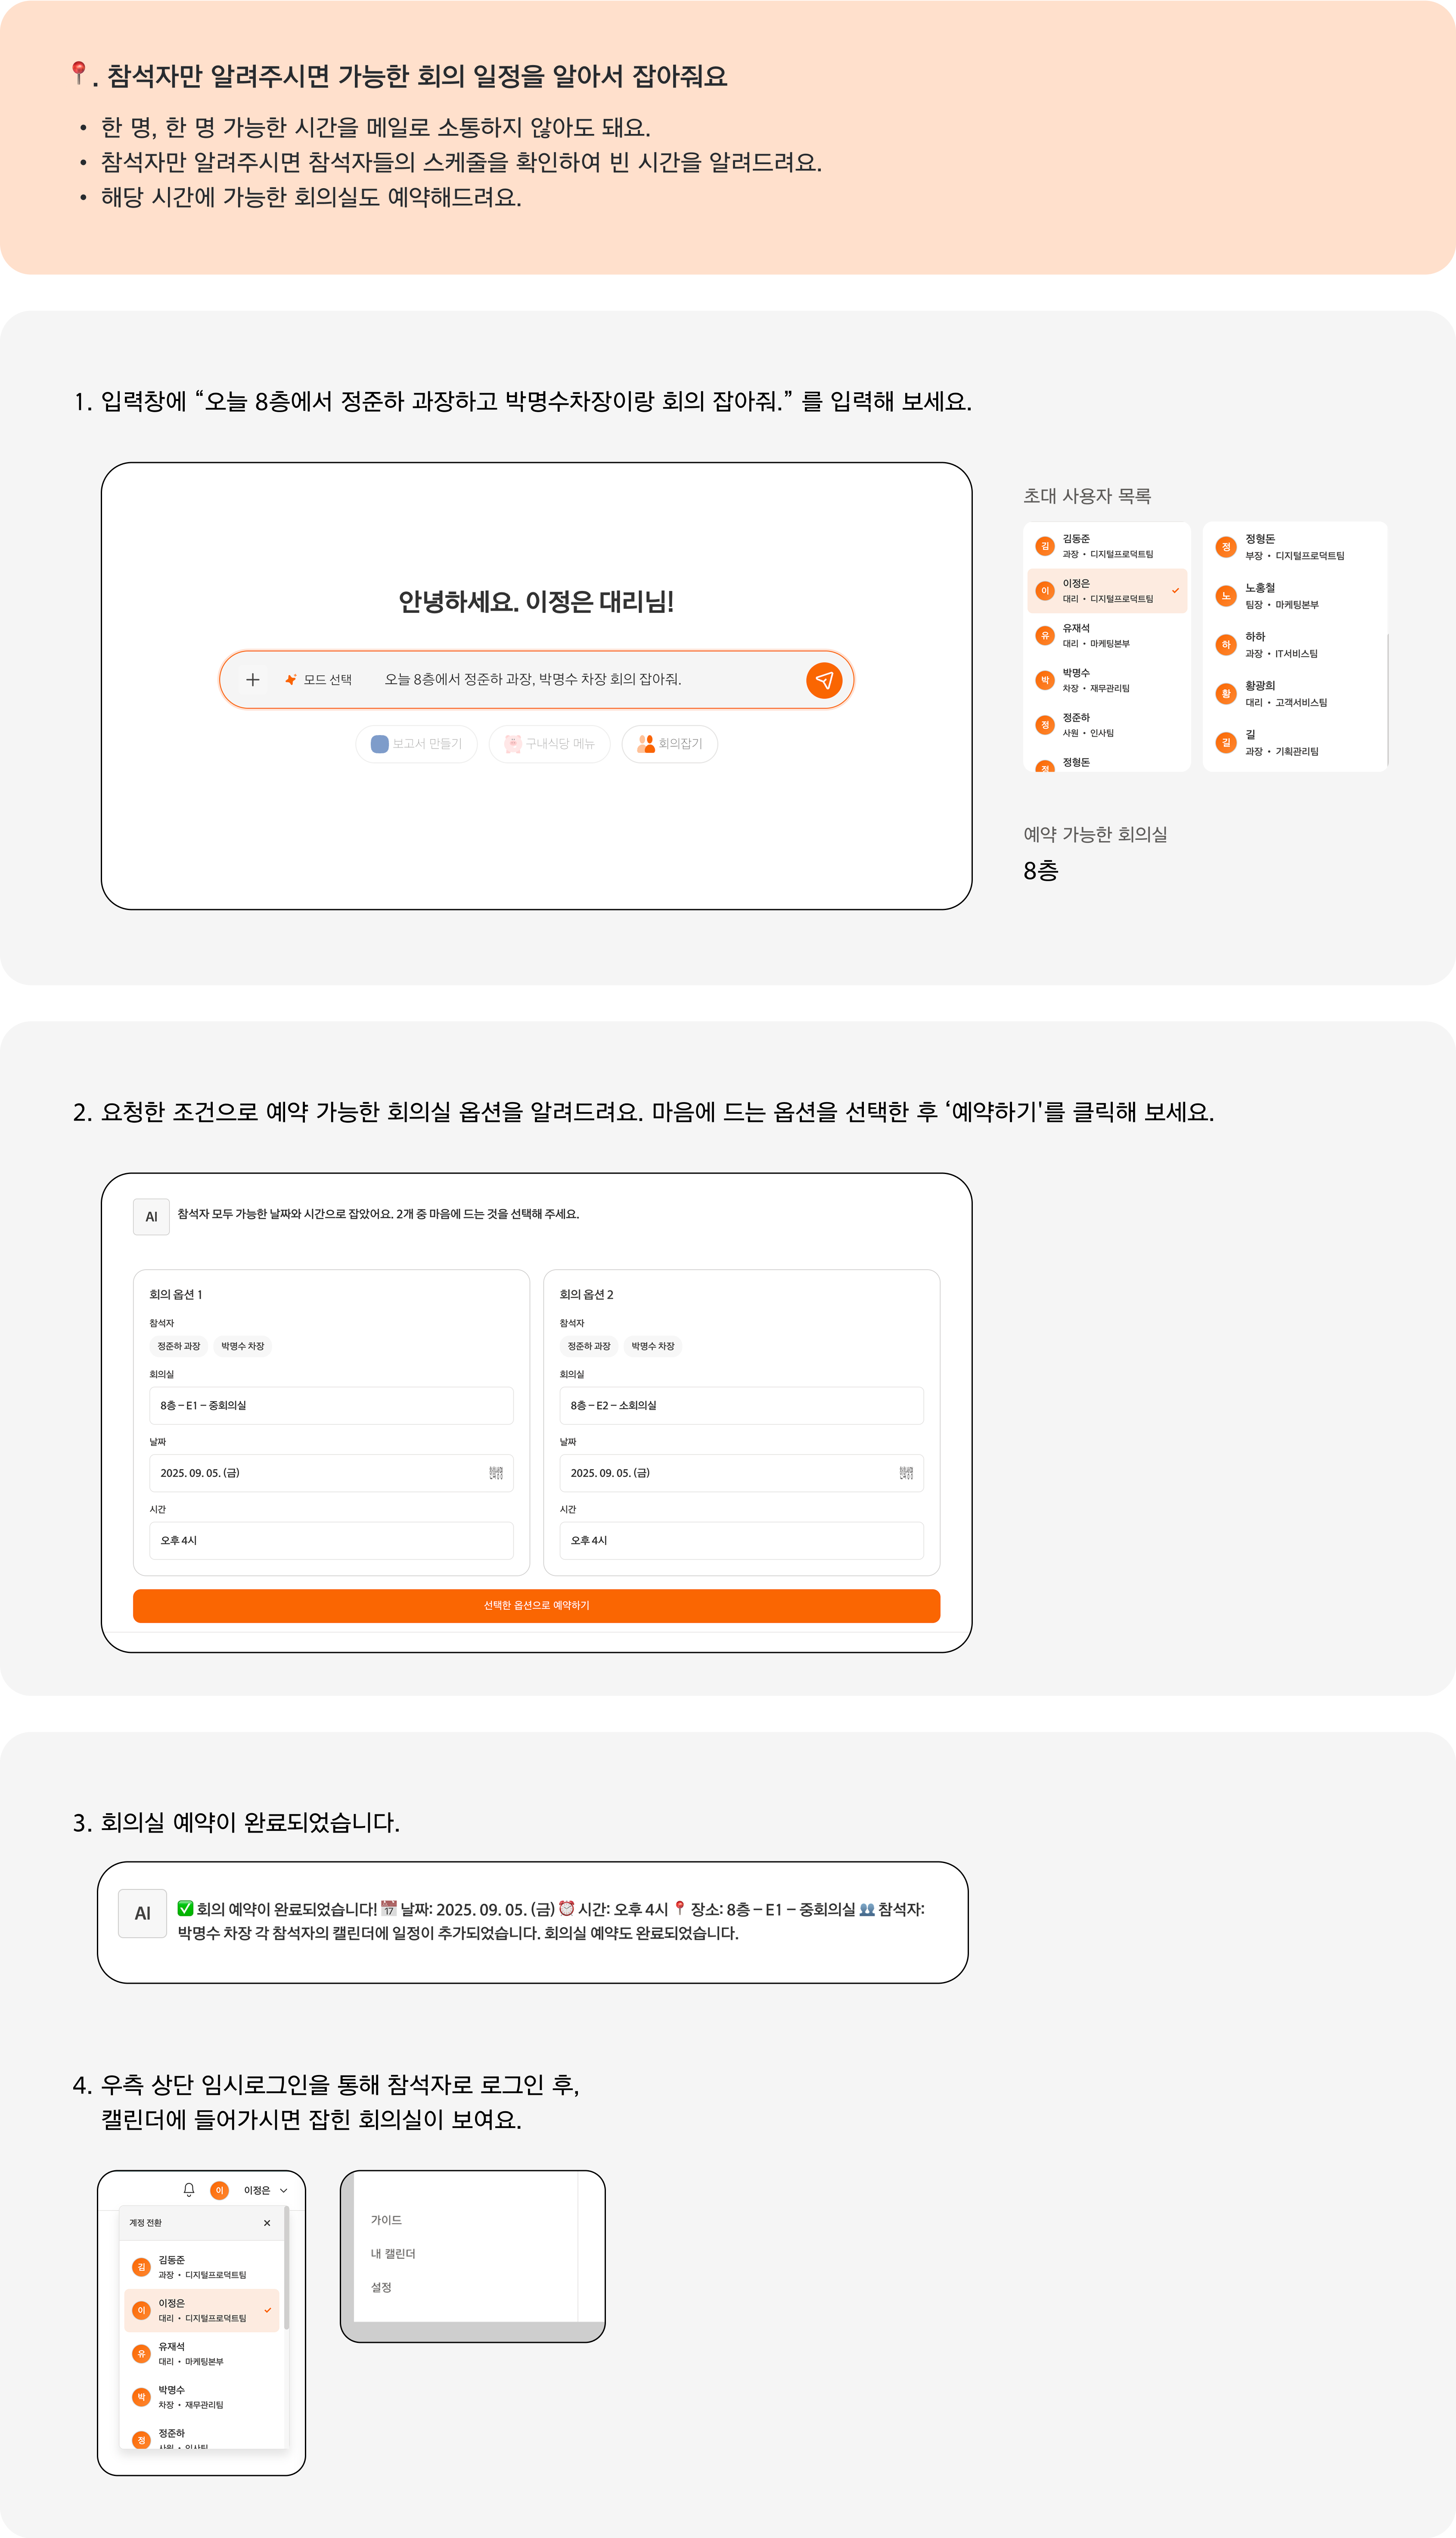 . 참석자만 알려주시면 가능한 회의 일정을 알아서 잡아줘요
• 한 명, 한 명 가능한 시간을 메일로 소통하지 않아도 돼요.
• 참석자만 알려주시면 참석자들의 스케줄을 확인하여 빈 시간을 알려드려요.
• 해당 시간에 가능한 회의실도 예약해드려요.
1. 입력창에 “오늘 8층에서 정준하 과장하고 박명수차장이랑 회의 잡아줘.” 를 입력해 보세요.
안녕하세요. 이정은 대리님!
모드 선택 오늘 8층에서 정준하 과장, 박명수 차장 회의 잡아줘.
보고서 만들기 구내식당 메뉴 회의잡기
초대 사용자 목록
김 김동준
과장 • 디지털프로덕트팀
이 이정은
대리 • 디지털프로덕트팀
유 유재석
대리 • 마케팅본부
박 박명수
차장 • 재무관리팀
정 정준하
사원 • 인사팀
정 정형돈
정 정형돈
부장 • 디지털프로덕트팀
노 노홍철
팀장 • 마케팅본부
하 하하
과장 • IT서비스팀
황 황광희
대리 • 고객서비스팀
길 길
과장 • 기획관리팀
예약 가능한 회의실
8층
2. 요청한 조건으로 예약 가능한 회의실 옵션을 알려드려요. 마음에 드는 옵션을 선택한 후 ‘예약하기'를 클릭해 보세요.
AI 참석자 모두 가능한 날짜와 시간으로 잡았어요. 2개 중 마음에 드는 것을 선택해 주세요.
회의 옵션 1
참석자
정준하 과장 박명수 차장
회의실
8층 – E1 – 중회의실
날짜
2025. 09. 05. (금)
시간
오후 4시
회의 옵션 2
참석자
정준하 과장 박명수 차장
회의실
8층 – E2 – 소회의실
날짜
2025. 09. 05. (금)
시간
오후 4시
선택한 옵션으로 예약하기
3. 회의실 예약이 완료되었습니다.
AI ✅ 회의 예약이 완료되었습니다! 📅 날짜: 2025. 09. 05. (금) ⏰ 시간: 오후 4시 📍 장소: 8층 – E1 – 중회의실 👥 참석자:
박명수 차장 각 참석자의 캘린더에 일정이 추가되었습니다. 회의실 예약도 완료되었습니다.
4. 우측 상단 임시로그인을 통해 참석자로 로그인 후,
캘린더에 들어가시면 잡힌 회의실이 보여요.
이 이정은
계정 전환
김 김동준
과장 • 디지털프로덕트팀
이 이정은
대리 • 디지털프로덕트팀
유 유재석
대리 • 마케팅본부
박 박명수
차장 • 재무관리팀
정 정준하
사원 • 인사팀
가이드
내 캘린더
설정